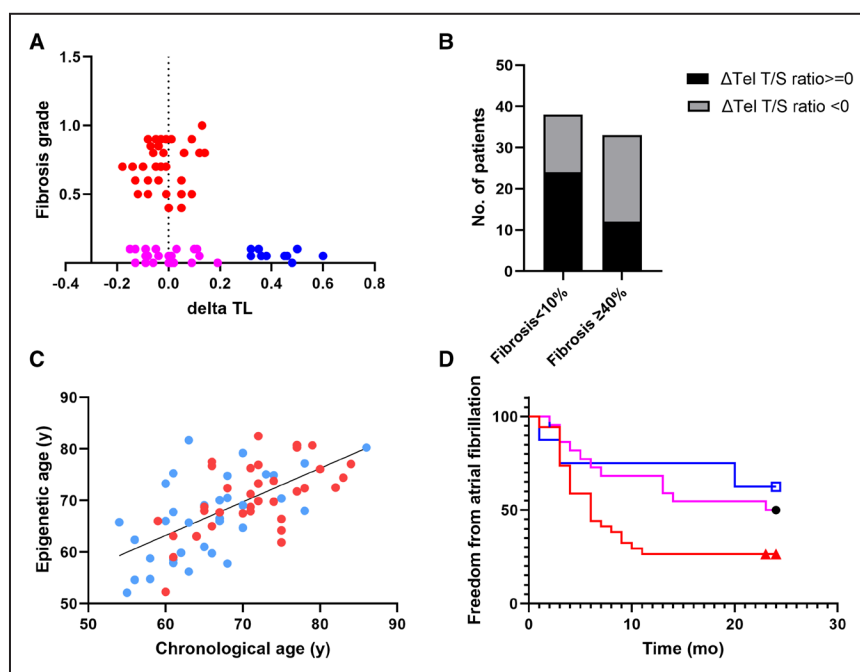 A
Fibrosis grade
1.5
1.0
0.5
-0.4 -0.2 0.0 0.2 0.4 0.6 0.8
delta TL
B
No. of patients
50
40
30
20
10
0
Fibrosis<10%
Fibrosis ≥40%
ΔTel T/S ratio>=0
ΔTel T/S ratio <0
C
Epigenetic age (y)
90
80
70
60
50
50 60 70 80 90
Chronological age (y)
D
Freedom from atrial fibrillation
100
50
0
0 10 20 30
Time (mo)